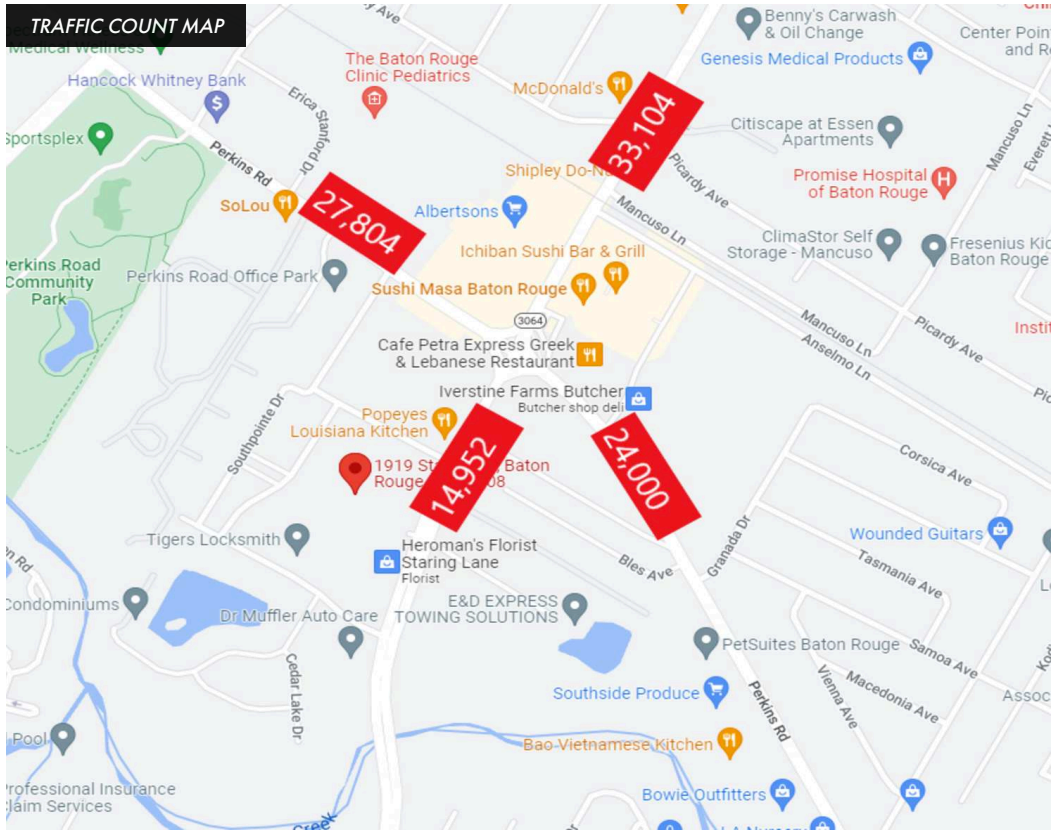 TRAFFIC COUNT MAP
Medical Wellness
Hancock Whitney Bank
Sportsplex
Erica Stanford Dr
Perkins Rd
SoLou
27,804
Perkins Road
Community
Park
Perkins Road Office Park
The Baton Rouge
Clinic Pediatrics
McDonald's
33,104
Shipley
Albertsons
Ichiban Sushi Bar & Grill
Sushi Masa Baton Rouge
3064
Cafe Petra Express Greek
& Lebanese Restaurant
Iverstine Farms Butcher
Butcher shop deli
Benny's Carwash
& Oil Change
Genesis Medical Products
Citiscape at Essen
Apartments
Picardy Ave
Promise Hospital
of Baton Rouge
Mancuso Ln
Mancuso Ln
ClimaStor Self
Storage - Mancuso
Fresenius
Baton Rouge
Mancuso Ln
Anselmo Ln
Picardy Ave
Popeyes
Louisiana Kitchen
Southpointe Dr
1919
Baton
Rouge
14,952
24,000
Tigers Locksmith
Heroman's Florist
Staring Lane
Florist
Bles Ave
Granada Dr
Corsica Ave
Wounded Guitars
Tasmania Ave
Samoa Ave
Macedonia Ave
Vienna Ave
Condominiums
Dr Muffler Auto Care
E&D EXPRESS
TOWING SOLUTIONS
PetSuites Baton Rouge
Cedar Lake Dr
Southside Produce
Perkins Rd
Pool
Bao Vietnamese Kitchen
Professional Insurance
Claim Services
Creek
Bowie Outfitters